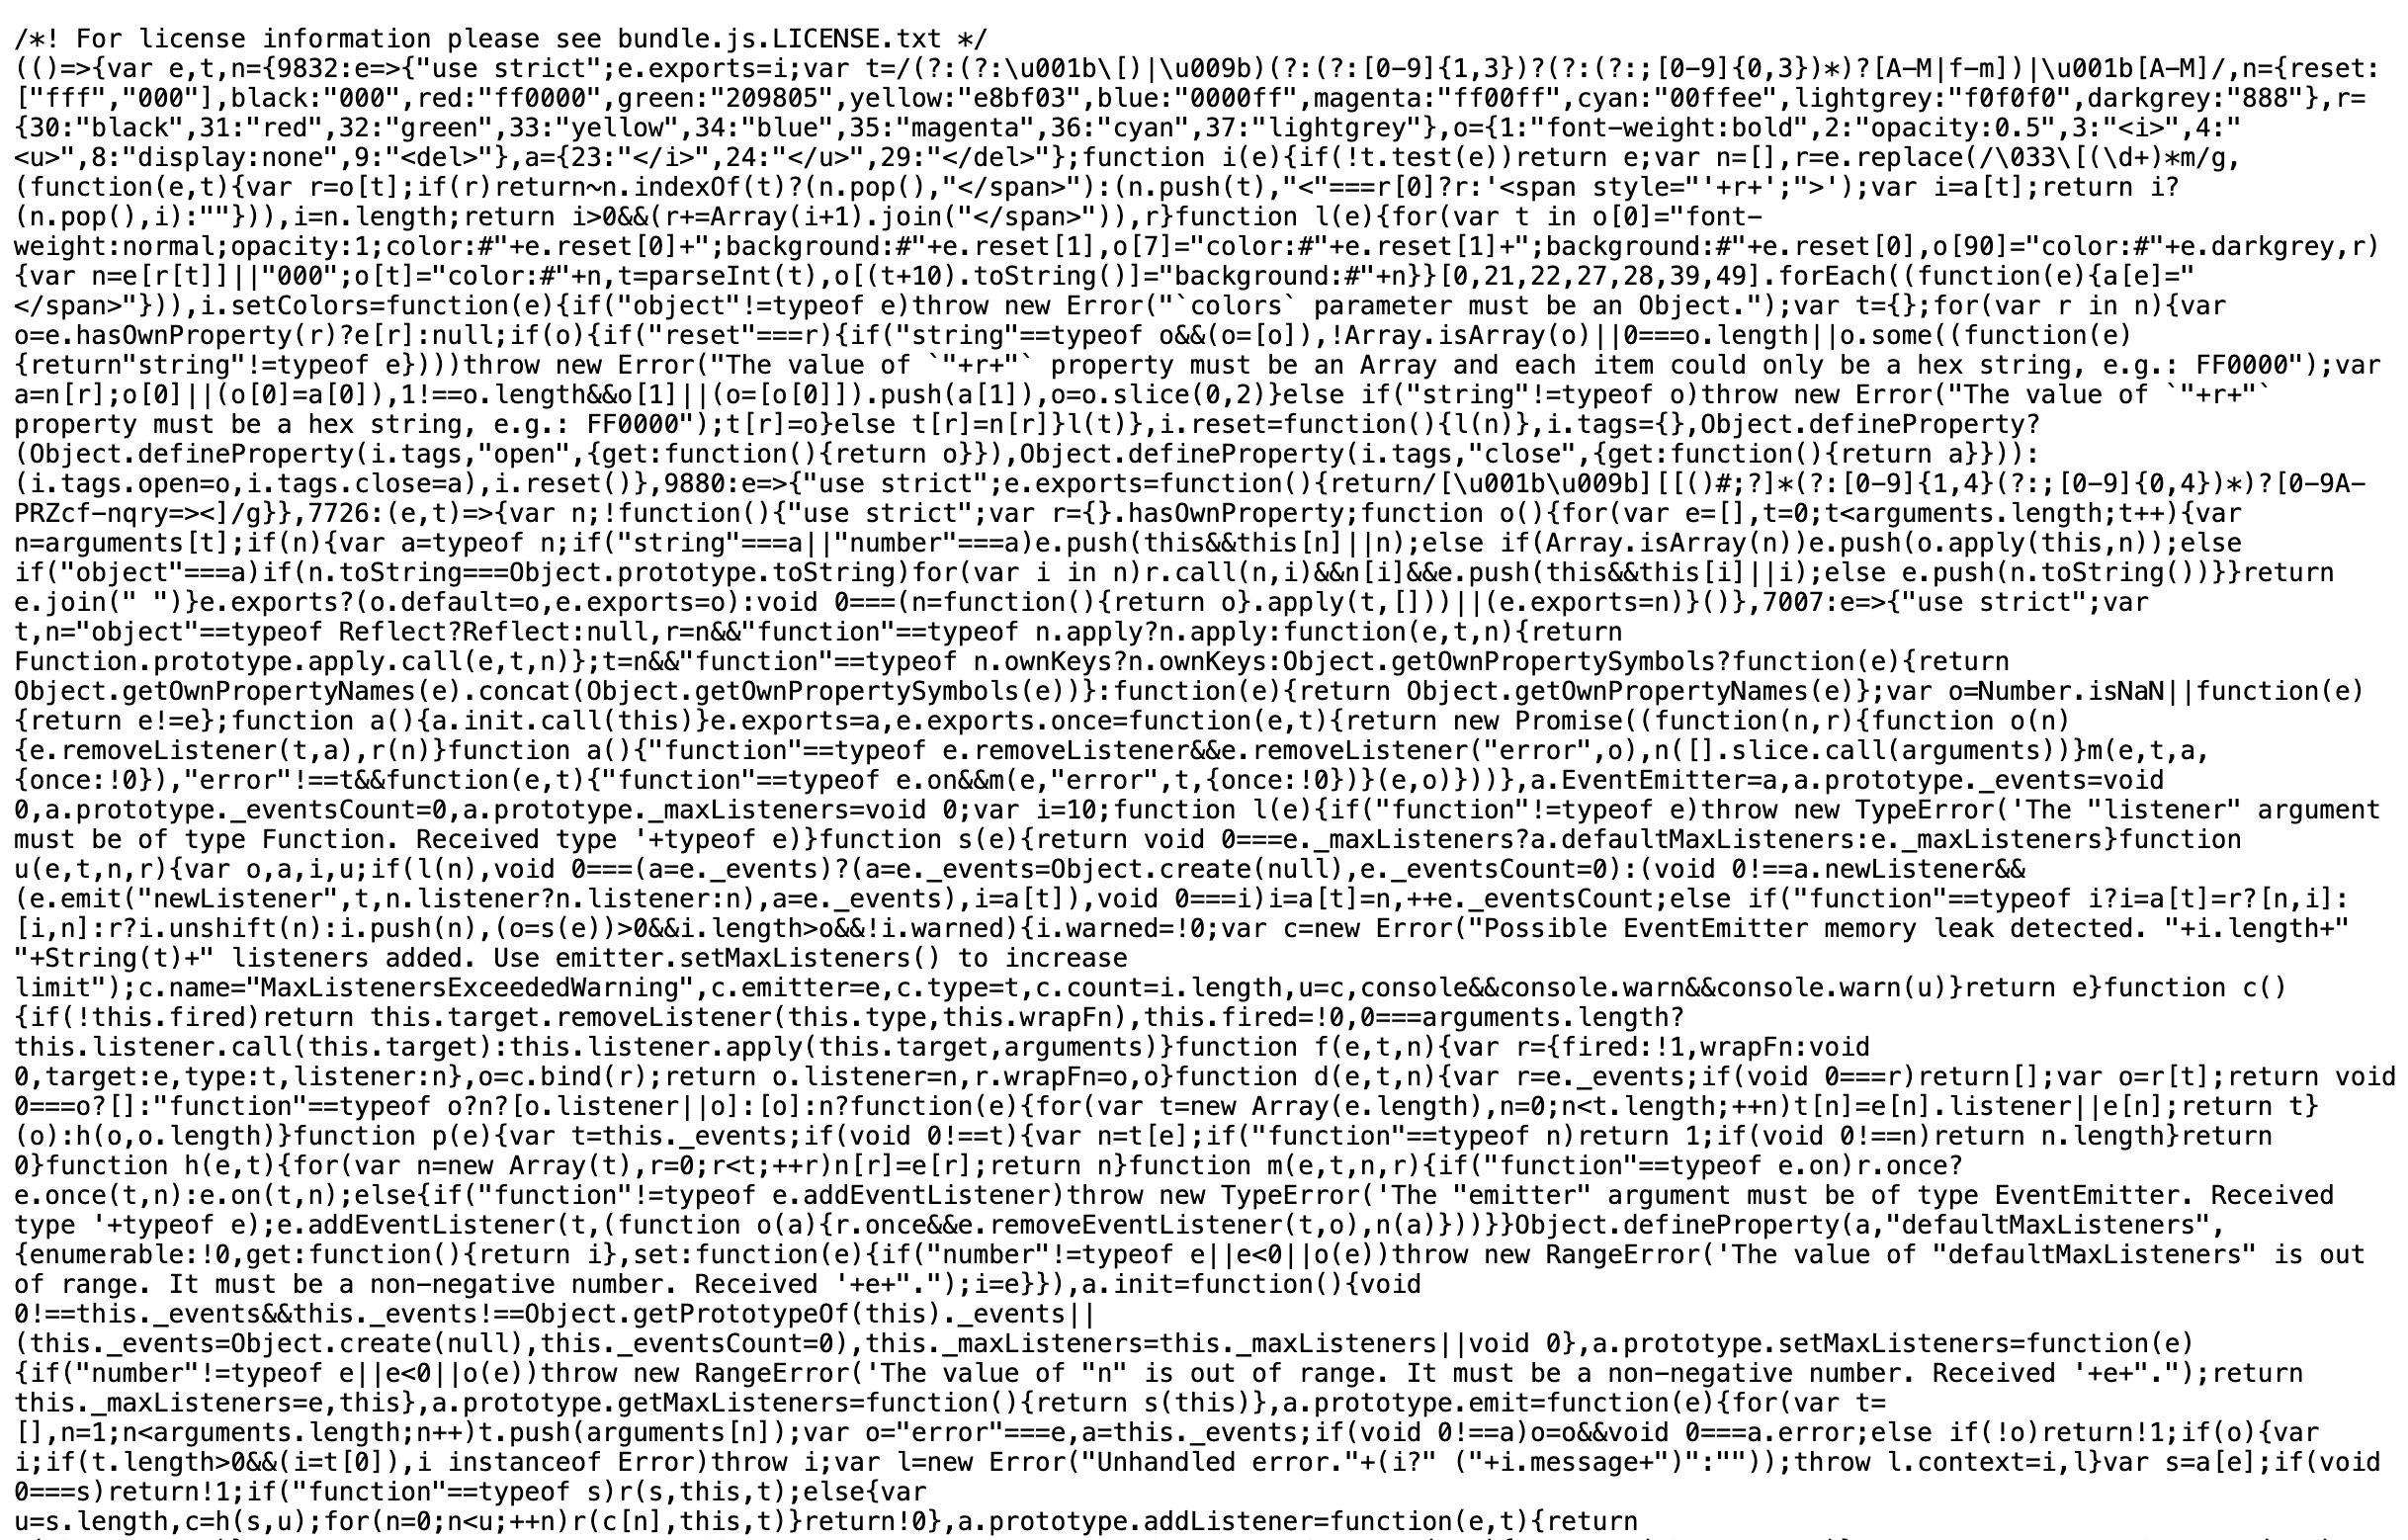 /*! For license information please see bundle.js.LICENSE.txt */
(()=>{var e,t,n={9832:e=>{"use strict";e.exports=i;var t=/(?:(?:\u001b\[)|\u009b)(?:(?:[0-9]{1,3})?(?:(?:;[0-9]{0,3})*)?[A-M|f-m])|\u001b[A-M]/,n={reset:
["fff","000"],black:"000",red:"ff0000",green:"209805",yellow:"e8bf03",blue:"0000ff",magenta:"ff00ff",cyan:"00ffee",lightgrey:"f0f0f0",darkgrey:"888"},r=
{30:"black",31:"red",32:"green",33:"yellow",34:"blue",35:"magenta",36:"cyan",37:"lightgrey"},o={1:"font-weight:bold",2:"opacity:0.5",3:"<i>",4:"
<u>",8:"display:none",9:"<del>"},a={23:"</i>",24:"</u>",29:"</del>"};function i(e){if(!t.test(e))return e;var n=[],r=e.replace(/\033\[(\d+)*m/g,
(function(e,t){var r=o[t];if(r)return~n.indexOf(t)?(n.pop(),"</span>"):(n.push(t),"<"===r[0]?r:'<span style="'+r+';">');var i=a[t];return i?
(n.pop(),i):""})),i=n.length;return i>0&&(r+=Array(i+1).join("</span>")),r}function l(e){for(var t in o[0]="font-
weight:normal;opacity:1;color:#"+e.reset[0]+";background:#"+e.reset[1],o[7]="color:#"+e.reset[1]+";background:#"+e.reset[0],o[90]="color:#"+e.darkgrey,r)
{var n=e[r[t]]||"000";o[t]="color:#"+n,t=parseInt(t),o[(t+10).toString()]="background:#"+n}}[0,21,22,27,28,39,49].forEach((function(e){a[e]="
</span>"})),i.setColors=function(e){if("object"!=typeof e)throw new Error("`colors` parameter must be an Object.");var t={};for(var r in n){var
o=e.hasOwnProperty(r)?e[r]:null;if(o){if("reset"===r){if("string"==typeof o&&(o=[o]),!Array.isArray(o)||0===o.length||o.some((function(e)
{return"string"!=typeof e})))throw new Error("The value of `"+r+"` property must be an Array and each item could only be a hex string, e.g.: FF0000");var
a=n[r];o[0]||(o[0]=a[0]),1!==o.length&&o[1]||(o=[o[0]]).push(a[1]),o=o.slice(0,2)}else if("string"!=typeof o)throw new Error("The value of `"+r+"`
property must be a hex string, e.g.: FF0000");t[r]=o}else t[r]=n[r]}l(t)},i.reset=function(){l(n)},i.tags={},Object.defineProperty?
(Object.defineProperty(i.tags,"open",{get:function(){return o}}),Object.defineProperty(i.tags,"close",{get:function(){return a}})):
(i.tags.open=o,i.tags.close=a),i.reset()},9880:e=>{"use strict";e.exports=function(){return/[\u001b\u009b][[()#;?]*(?:[0-9]{1,4}(?:;[0-9]{0,4})*)?[0-9A-
PRZcf-nqry=><]/g}},7726:(e,t)=>{var n;!function(){"use strict";var r={}.hasOwnProperty;function o(){for(var e=[],t=0;t<arguments.length;t++){var
n=arguments[t];if(n){var a=typeof n;if("string"===a||"number"===a)e.push(this&&this[n]||n);else if(Array.isArray(n))e.push(o.apply(this,n));else
if("object"===a)if(n.toString===Object.prototype.toString)for(var i in n)r.call(n,i)&&n[i]&&e.push(this&&this[i]||i);else e.push(n.toString())}}return
e.join(" ")}e.exports?(o.default=o,e.exports=o):void 0===(n=function(){return o}.apply(t,[]))||(e.exports=n)}()},7007:e=>{"use strict";var
t,n="object"==typeof Reflect?Reflect:null,r=n&&"function"==typeof n.apply?n.apply:function(e,t,n){return
Function.prototype.apply.call(e,t,n)};t=n&&"function"==typeof n.ownKeys?n.ownKeys:Object.getOwnPropertySymbols?function(e){return
Object.getOwnPropertyNames(e).concat(Object.getOwnPropertySymbols(e))}:function(e){return Object.getOwnPropertyNames(e)};var o=Number.isNaN||function(e)
{return e!=e};function a(){a.init.call(this)}e.exports=a,e.exports.once=function(e,t){return new Promise((function(n,r){function o(n)
{e.removeListener(t,a),r(n)}function a(){"function"==typeof e.removeListener&&e.removeListener("error",o),n([].slice.call(arguments))}m(e,t,a,
{once:!0}),"error"!==t&&function(e,t){"function"==typeof e.on&&m(e,"error",t,{once:!0})}(e,o)}))},a.EventEmitter=a,a.prototype._events=void
0,a.prototype._eventsCount=0,a.prototype._maxListeners=void 0;var i=10;function l(e){if("function"!=typeof e)throw new TypeError('The "listener" argument
must be of type Function. Received type '+typeof e)}function s(e){return void 0===e._maxListeners?a.defaultMaxListeners:e._maxListeners}function
u(e,t,n,r){var o,a,i,u;if(l(n),void 0===(a=e._events)?(a=e._events=Object.create(null),e._eventsCount=0):(void 0!==a.newListener&&
(e.emit("newListener",t,n.listener?n.listener:n),a=e._events),i=a[t]),void 0===i)i=a[t]=n,++e._eventsCount;else if("function"==typeof i?i=a[t]=r?[n,i]:
[i,n]:r?i.unshift(n):i.push(n),(o=s(e))>0&&i.length>o&&!i.warned){i.warned=!0;var c=new Error("Possible EventEmitter memory leak detected. "+i.length+"
"+String(t)+" listeners added. Use emitter.setMaxListeners() to increase
limit");c.name="MaxListenersExceededWarning",c.emitter=e,c.type=t,c.count=i.length,u=c,console&&console.warn&&console.warn(u)}return e}function c()
{if(!this.fired)return this.target.removeListener(this.type,this.wrapFn),this.fired=!0,0===arguments.length?
this.listener.call(this.target):this.listener.apply(this.target,arguments)}function f(e,t,n){var r={fired:!1,wrapFn:void
0,target:e,type:t,listener:n},o=c.bind(r);return o.listener=n,r.wrapFn=o,o}function d(e,t,n){var r=e._events;if(void 0===r)return[];var o=r[t];return void
0===o?[]:"function"==typeof o?n?[o.listener||o]:[o]:n?function(e){for(var t=new Array(e.length),n=0;n<t.length;++n)t[n]=e[n].listener||e[n];return t}
(o):h(o,o.length)}function p(e){var t=this._events;if(void 0!==t){var n=t[e];if("function"==typeof n)return 1;if(void 0!==n)return n.length}return
0}function h(e,t){for(var n=new Array(t),r=0;r<t;++r)n[r]=e[r];return n}function m(e,t,n,r){if("function"==typeof e.on)r.once?
e.once(t,n):e.on(t,n);else{if("function"!=typeof e.addEventListener)throw new TypeError('The "emitter" argument must be of type EventEmitter. Received
type '+typeof e);e.addEventListener(t,(function o(a){r.once&&e.removeEventListener(t,o),n(a)}))}}Object.defineProperty(a,"defaultMaxListeners",
{enumerable:!0,get:function(){return i},set:function(e){if("number"!=typeof e||e<0||o(e))throw new RangeError('The value of "defaultMaxListeners" is out
of range. It must be a non-negative number. Received '+e+".");i=e}}),a.init=function(){void
0!==this._events&&this._events!==Object.getPrototypeOf(this)._events||
(this._events=Object.create(null),this._eventsCount=0),this._maxListeners=this._maxListeners||void 0},a.prototype.setMaxListeners=function(e)
{if("number"!=typeof e||e<0||o(e))throw new RangeError('The value of "n" is out of range. It must be a non-negative number. Received '+e+".");return
this._maxListeners=e,this},a.prototype.getMaxListeners=function(){return s(this)},a.prototype.emit=function(e){for(var t=
[],n=1;n<arguments.length;n++)t.push(arguments[n]);var o="error"===e,a=this._events;if(void 0!==a)o=o&&void 0===a.error;else if(!o)return!1;if(o){var
i;if(t.length>0&&(i=t[0]),i instanceof Error)throw i;var l=new Error("Unhandled error."+(i?" ("+i.message+")":""));throw l.context=i,l}var s=a[e];if(void
0===s)return!1;if("function"==typeof s)r(s,this,t);else{var
u=s.length,c=h(s,u);for(n=0;n<u;++n)r(c[n],this,t)}return!0},a.prototype.addListener=function(e,t){return